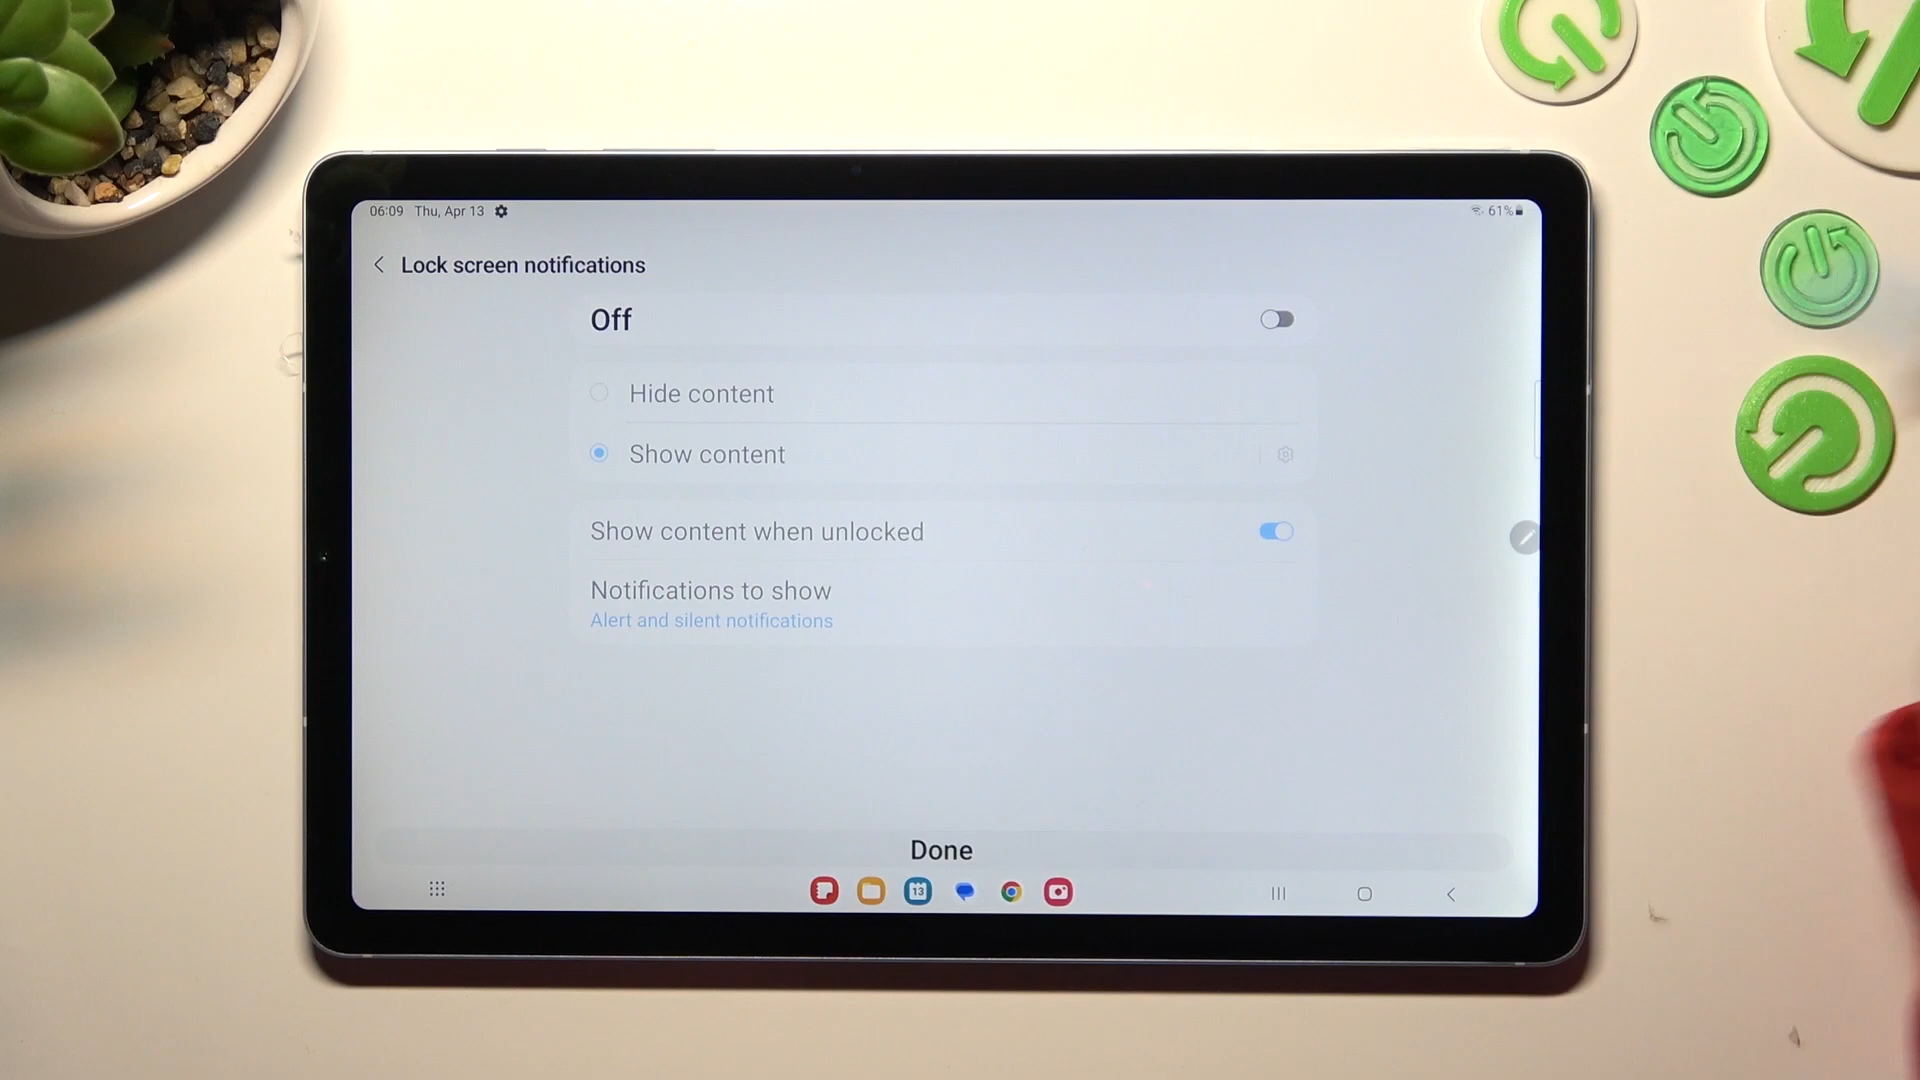 06:09 Thu, Apr 13
61%
Lock screen notifications
Off
Hide content
Show content
Show content when unlocked
Notifications to show
Alert and silent notifications
Done
13